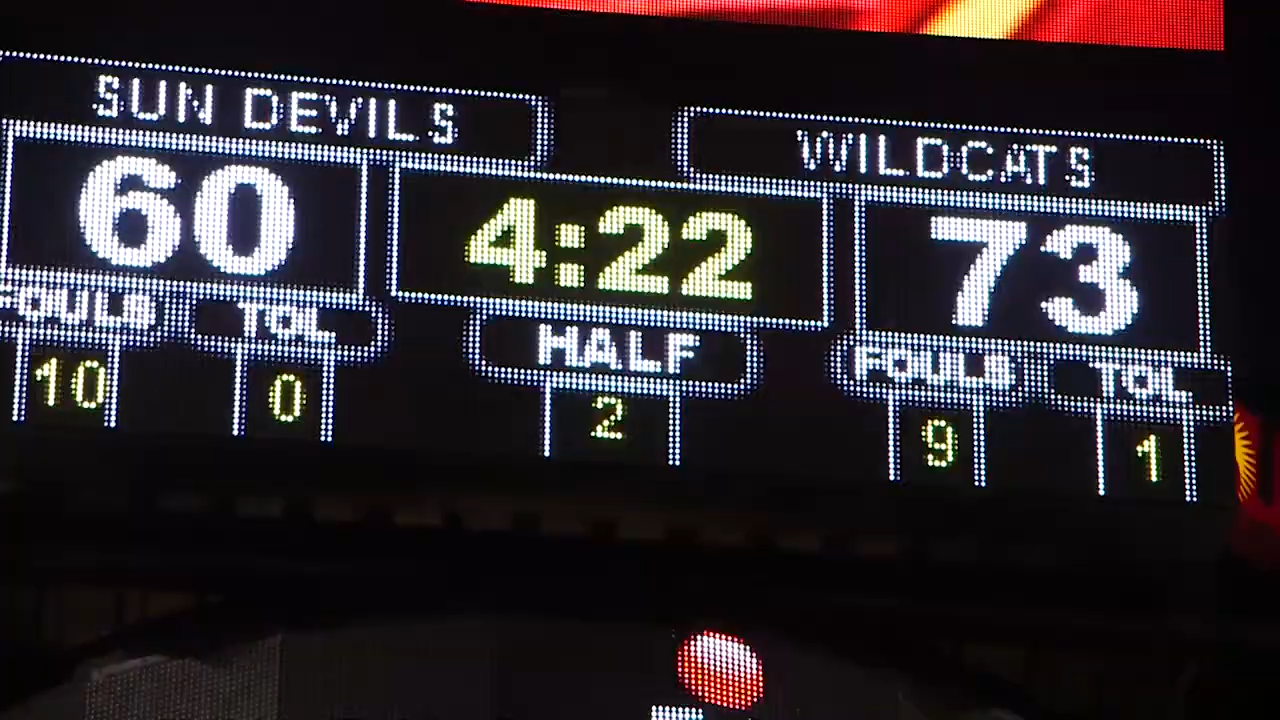 SUN DEVILS
WILDCATS
60
4:22
73
FOULS
TOL
HALF
FOULS
TOL
10
0
2
9
1